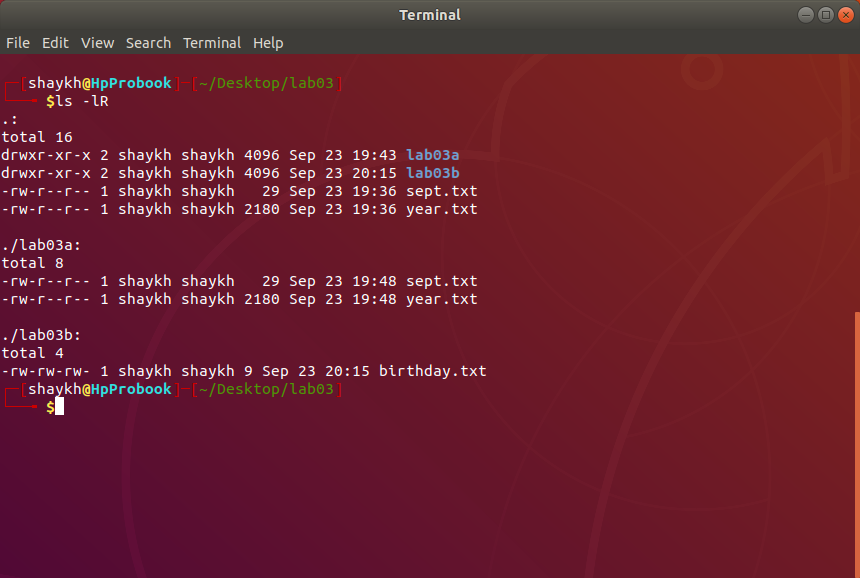 Terminal
File Edit View Search Terminal Help
[shaykh@HpProbook]-[~/Desktop/lab03]
$ls -lR
.:
total 16
drwxr-xr-x 2 shaykh shaykh 4096 Sep 23 19:43 lab03a
drwxr-xr-x 2 shaykh shaykh 4096 Sep 23 20:15 lab03b
-rw-r--r-- 1 shaykh shaykh   29 Sep 23 19:36 sept.txt
-rw-r--r-- 1 shaykh shaykh 2180 Sep 23 19:36 year.txt
./lab03a:
total 8
-rw-r--r-- 1 shaykh shaykh   29 Sep 23 19:48 sept.txt
-rw-r--r-- 1 shaykh shaykh 2180 Sep 23 19:48 year.txt
./lab03b:
total 4
-rw-rw-rw- 1 shaykh shaykh 9 Sep 23 20:15 birthday.txt
[shaykh@HpProbook]-[~/Desktop/lab03]
$